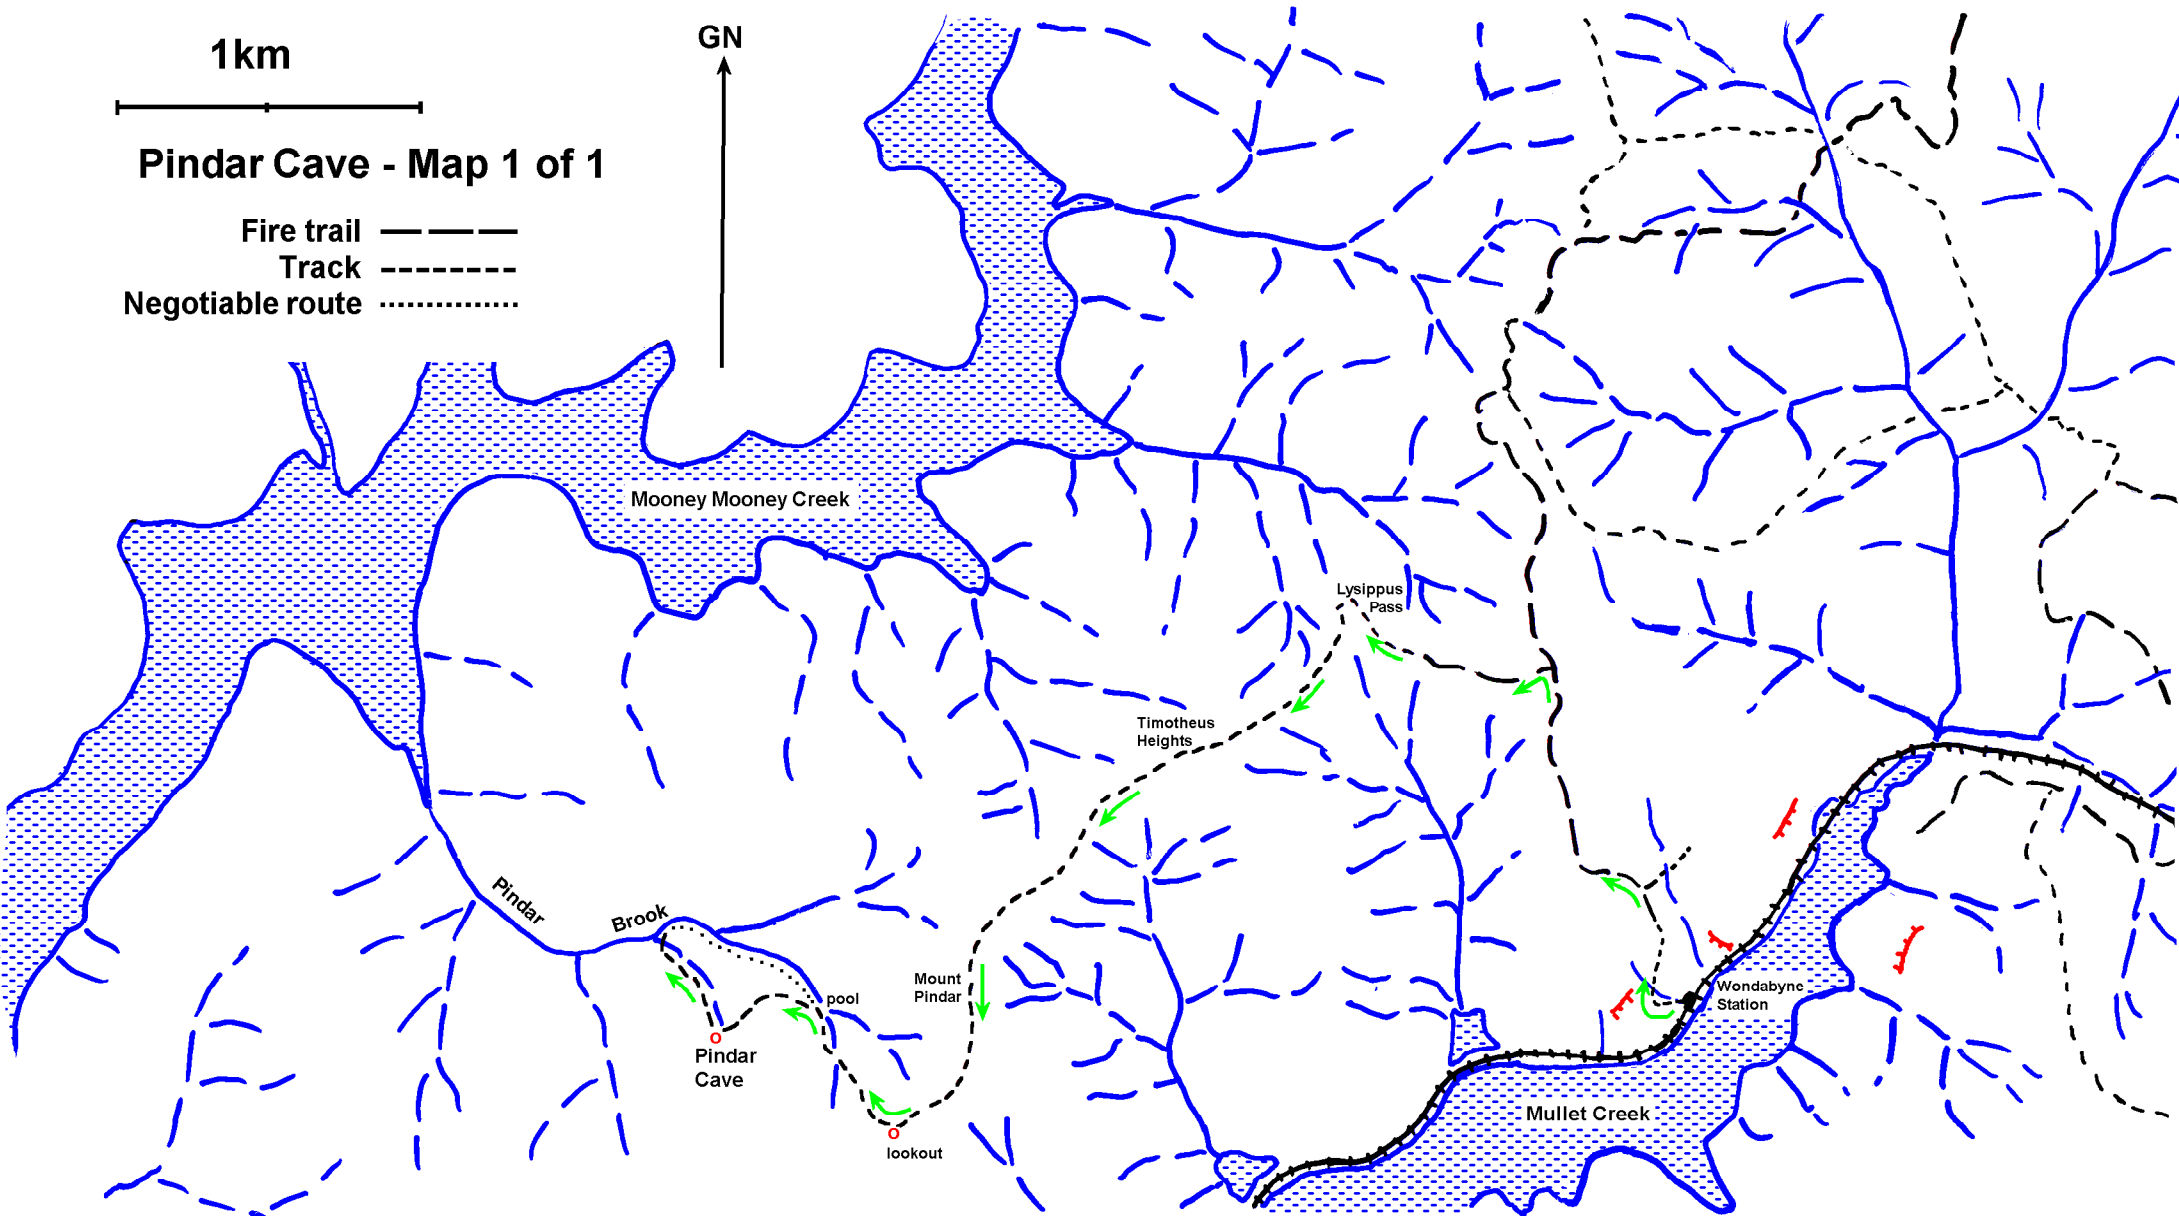 1km
GN
Pindar Cave - Map 1 of 1
Fire trail
Track
Negotiable route
Mooney Mooney Creek
Lysippus
Pass
Timotheus
Heights
Pindar
Brook
Mount
Pindar
pool
Wondabyne
Station
Pindar
Cave
Mullet Creek
lookout